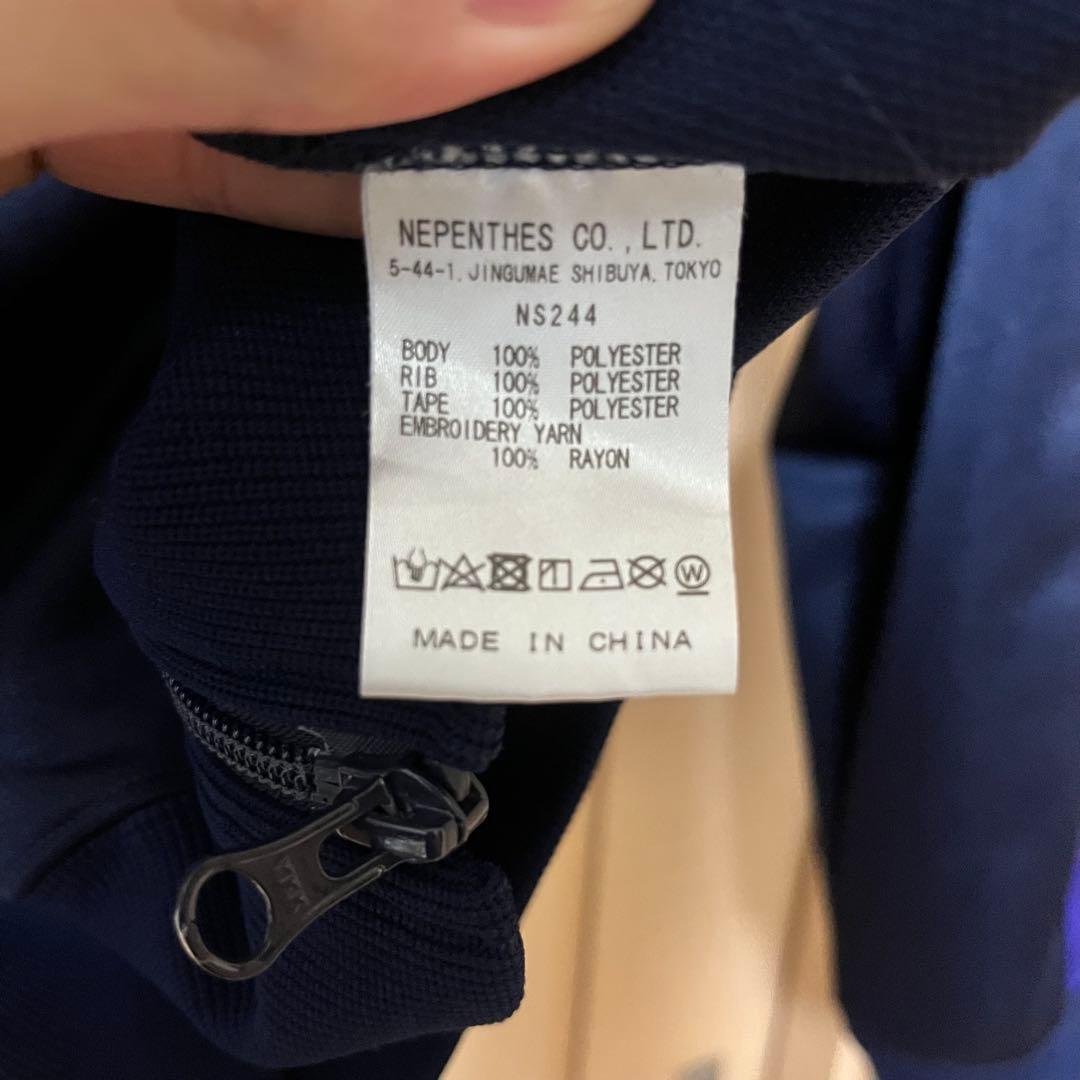 NEPENTHES CO., LTD.
5-44-1, JINGUMAE SHIBUYA, TOKYO
NS244
BODY 100% POLYESTER
RIB 100% POLYESTER
TAPE 100% POLYESTER
EMBROIDERY YARN
100% RAYON
W
MADE IN CHINA
YKK